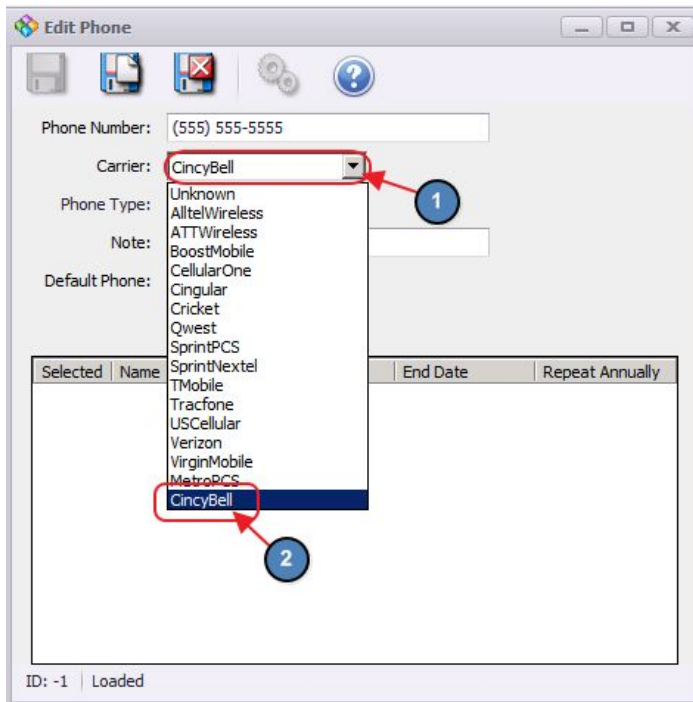 Edit Phone
Phone Number: (555) 555-5555
Carrier: CincyBell
1
Phone Type:
Note:
Default Phone:
Unknown
AlltelWireless
ATTWireless
BoostMobile
CellularOne
Cingular
Cricket
Qwest
SprintPCS
SprintNextel
TMobile
Tracfone
USCellular
Verizon
VirginMobile
MetroPCS
CincyBell
2
Selected Name End Date Repeat Annually
ID: -1 Loaded